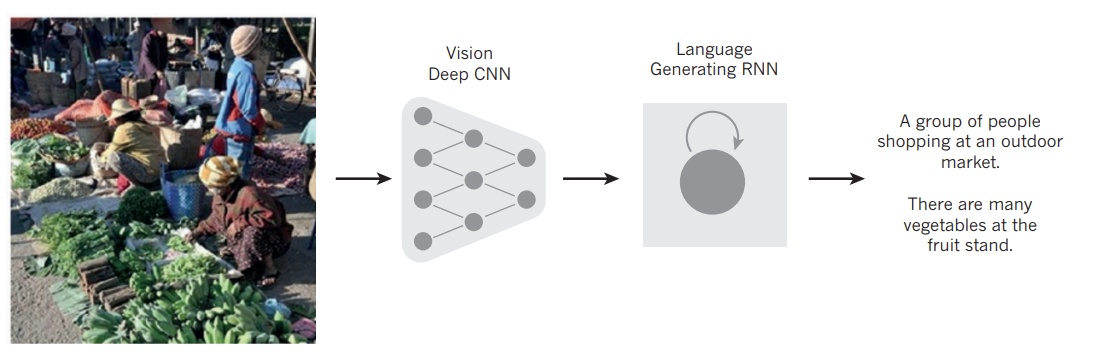 Vision
Deep CNN
Language
Generating RNN
A group of people
shopping at an outdoor
market.
There are many
vegetables at the
fruit stand.